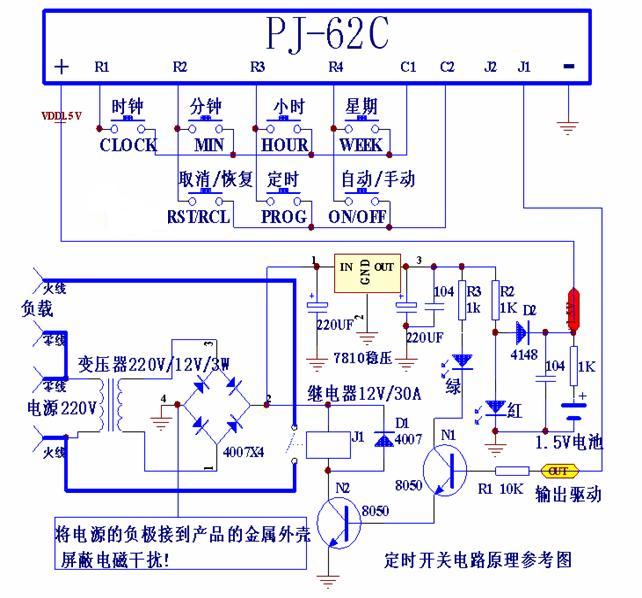 PJ-62C
+ R1 R2 R3 R4 C1 C2 J2 J1 -
VDD1.5V
时钟 分钟 小时 星期
CLOCK MIN HOUR WEEK
取消/恢复 定时 自动/手动
RST/RCL PROG ON/OFF
1 IN GND OUT 3
2
火线
负载
零线
220UF
7810稳压
220UF
104
R3
1k
R2
1K
D2
4148
104
1K
1.5V
变压器220V/12V/3W
3
零线
电源220V
火线
4
2
1
4007X4
继电器12V/30A
J1
D1
4007
绿
红
1.5V电池
N1
8050
R1 10K
OUT
输出驱动
N2
8050
将电源的负极接到产品的金属外壳
屏蔽电磁干扰!
定时开关电路原理参考图